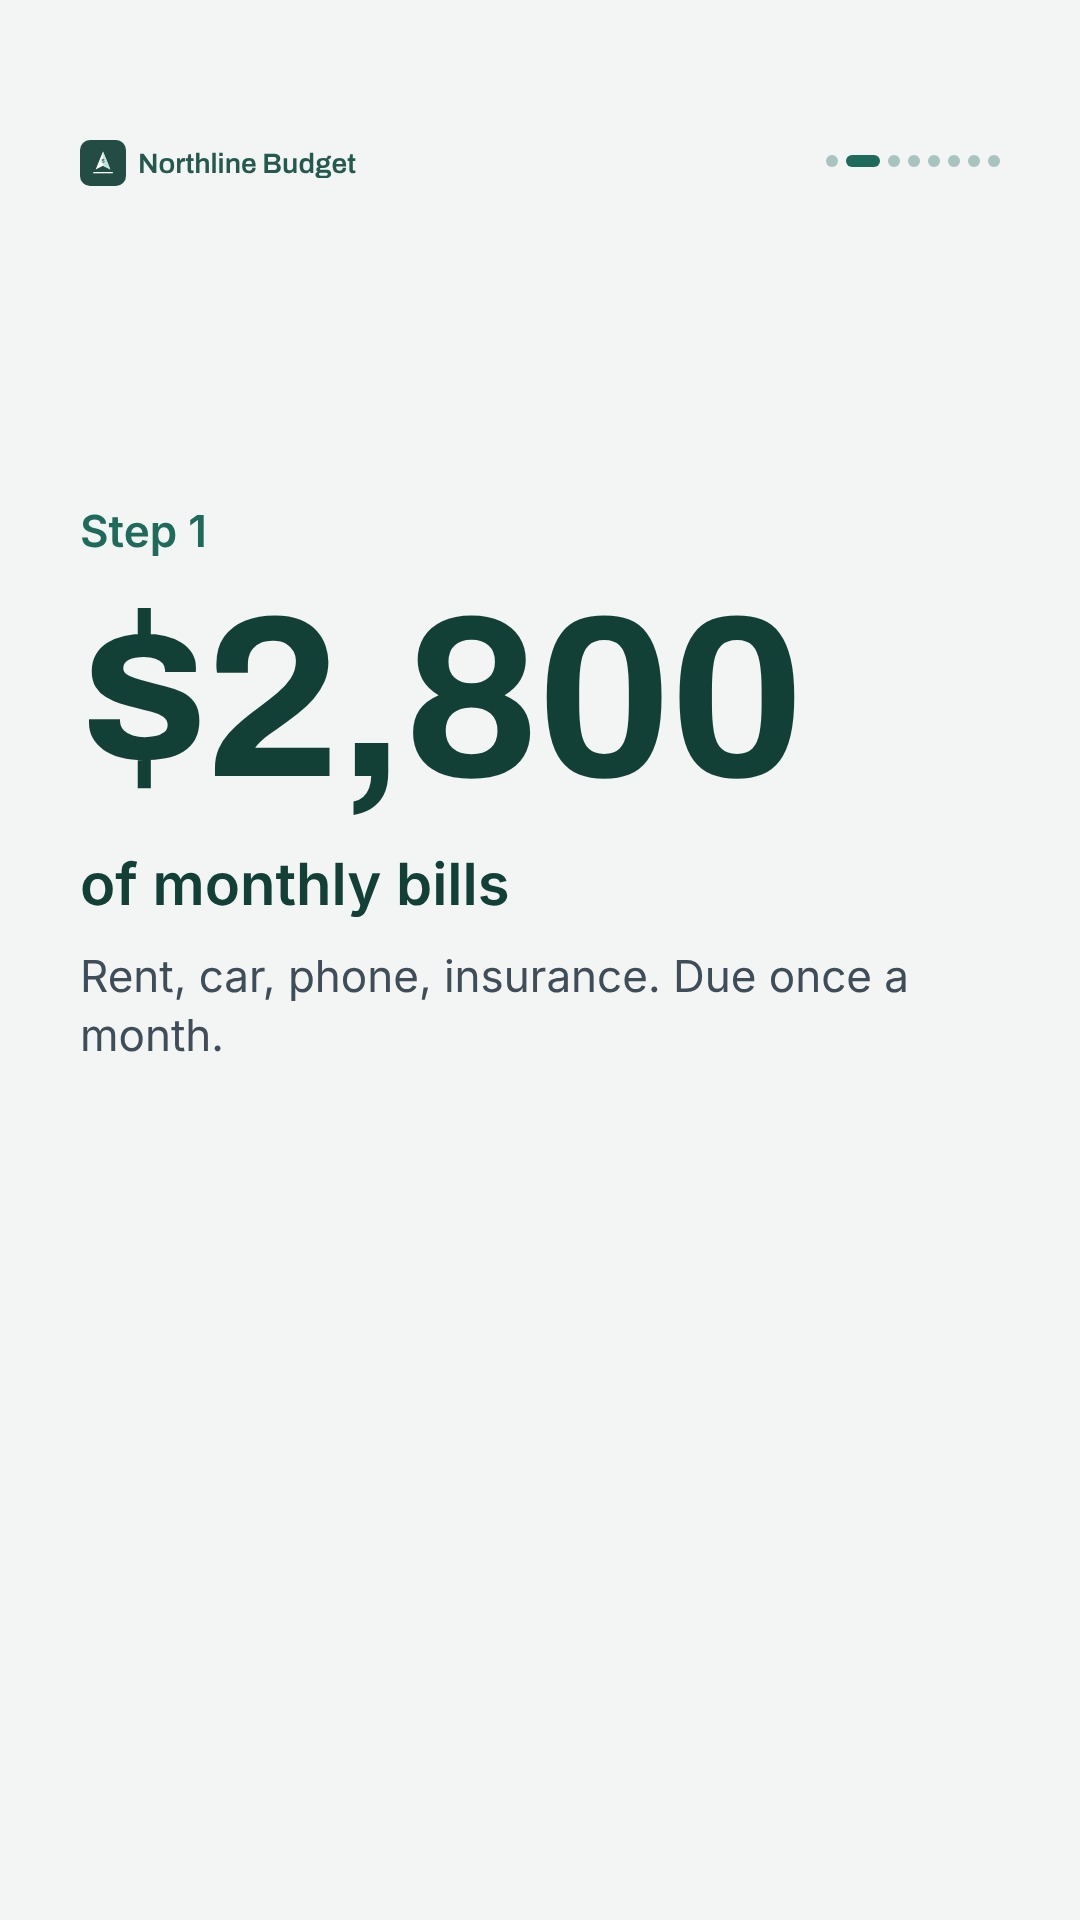 Northline Budget
Step 1
$2,800
of monthly bills
Rent, car, phone, insurance. Due once a
month.